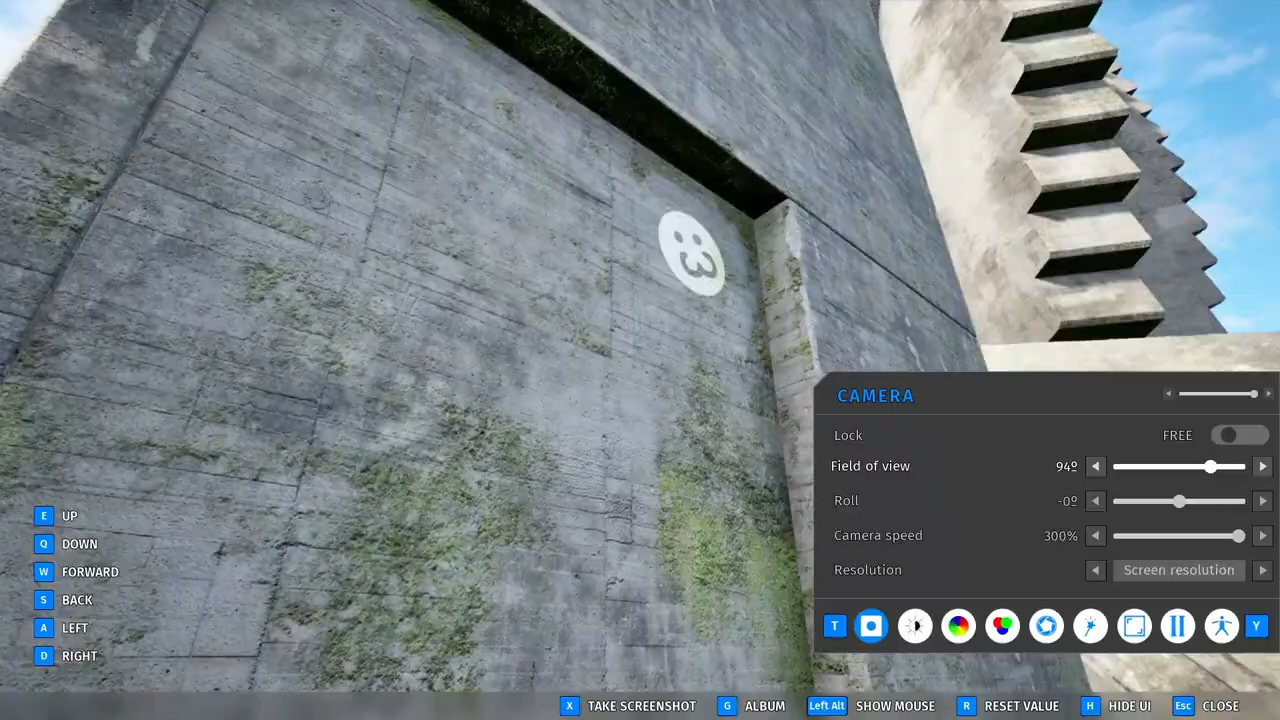 CAMERA
Lock FREE
Field of view 94º
Roll -0º
Camera speed 300%
Resolution Screen resolution
T Y
E UP
Q DOWN
W FORWARD
S BACK
A LEFT
D RIGHT
X TAKE SCREENSHOT G ALBUM Left Alt SHOW MOUSE R RESET VALUE H HIDE UI Esc CLOSE